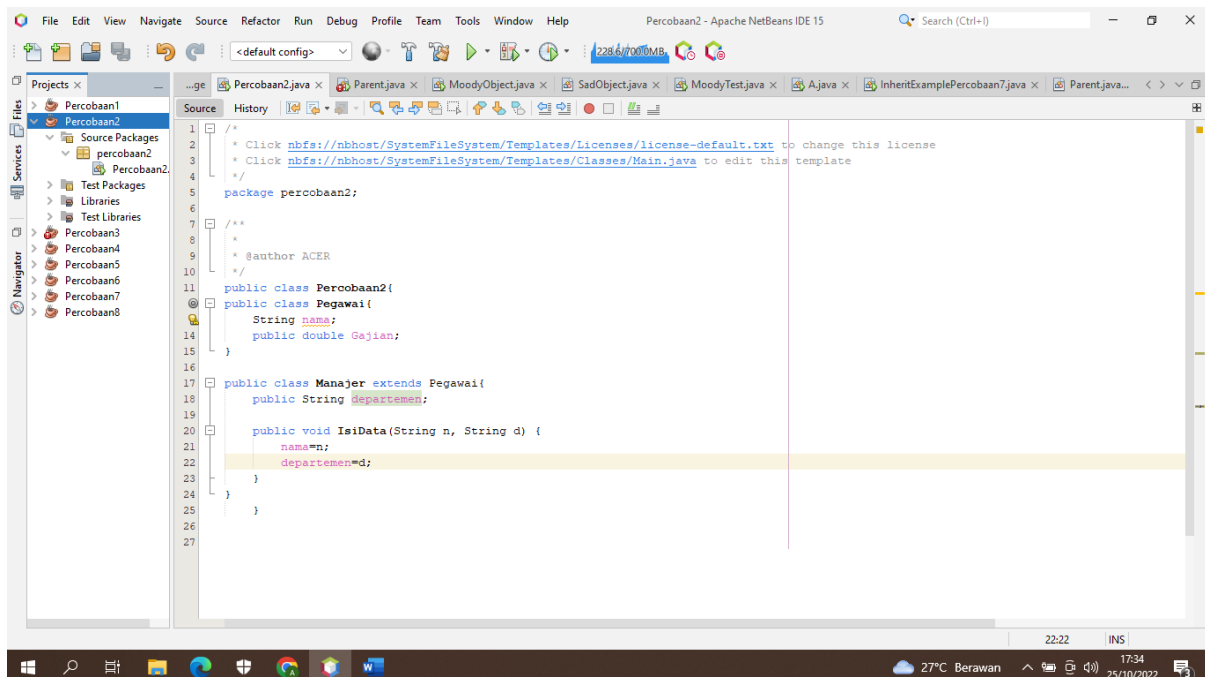 File Edit View Navigate Source Refactor Run Debug Profile Team Tools Window Help Percobaan2 - Apache NetBeans IDE 15 Search (Ctrl+I)
<default config> 228.6/700.0MB
Projects ...ge Percobaan2.java Parent.java MoodyObject.java SadObject.java MoodyTest.java A.java InheritExamplePercobaan7.java Parent.java...
Source History
Files
Services
Navigator
Percobaan1
Percobaan2
Source Packages
percobaan2
Percobaan2.
Test Packages
Libraries
Test Libraries
Percobaan3
Percobaan4
Percobaan5
Percobaan6
Percobaan7
Percobaan8
1 /*
2 * Click nbfs://nbhost/SystemFileSystem/Templates/Licenses/license-default.txt to change this license
3 * Click nbfs://nbhost/SystemFileSystem/Templates/Classes/Main.java to edit this template
4 */
5 package percobaan2;
6
7 /**
8 *
9 * @author ACER
10 */
11 public class Percobaan2{
public class Pegawai{
String nama;
14 public double Gajian;
15 }
16
17 public class Manajer extends Pegawai{
18 public String departemen;
19
20 public void IsiData(String n, String d) {
21 nama=n;
22 departemen=d;
23 }
24 }
25 }
26
27
22:22 INS
27°C Berawan 17:34
25/10/2022 3